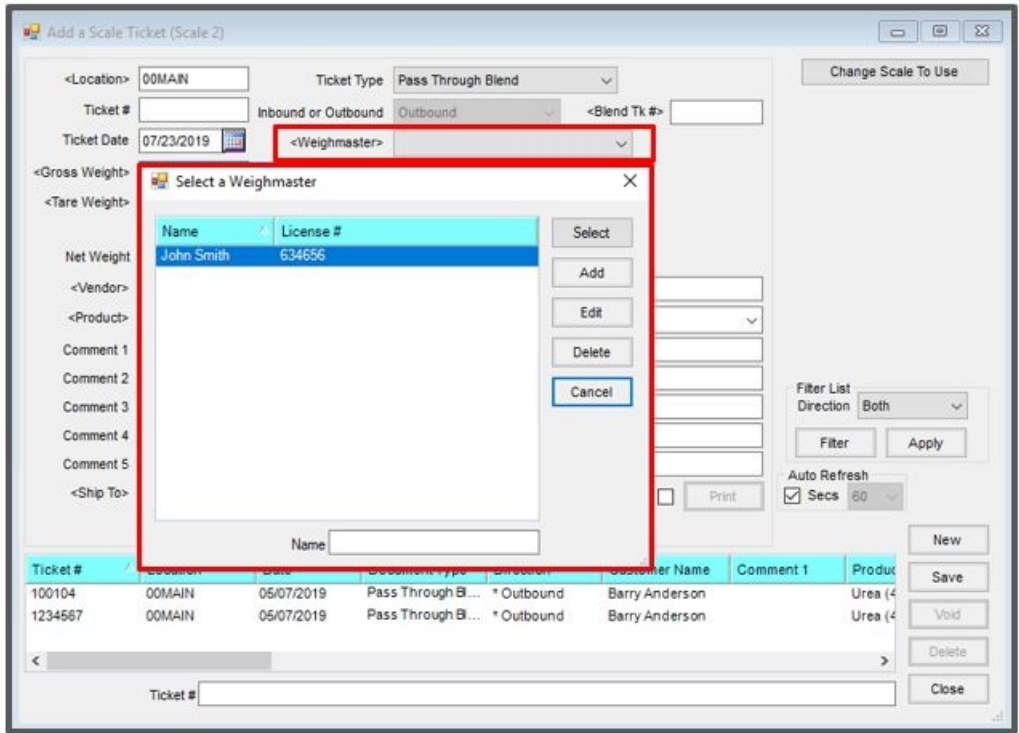 Add a Scale Ticket (Scale 2)
<Location> 00MAIN Ticket Type Pass Through Blend Change Scale To Use
Ticket # Inbound or Outbound Outbound <Blend Tk #>
Ticket Date 07/23/2019 <Weighmaster>
<Gross Weight>
<Tare Weight>
Net Weight
<Vendor>
<Product>
Comment 1
Comment 2
Comment 3
Comment 4
Comment 5
<Ship To>
Select a Weighmaster
Name License #
John Smith 634656
Select
Add
Edit
Delete
Cancel
Name
Print
Filter List
Direction Both
Filter Apply
Auto Refresh
Secs 60
New
Save
Void
Delete
Close
Ticket # Location Date Document Type Direction Customer Name Comment 1 Produc
100104 00MAIN 05/07/2019 Pass Through Bl... * Outbound Barry Anderson Urea (4
1234567 00MAIN 05/07/2019 Pass Through Bl... * Outbound Barry Anderson Urea (4
Ticket #